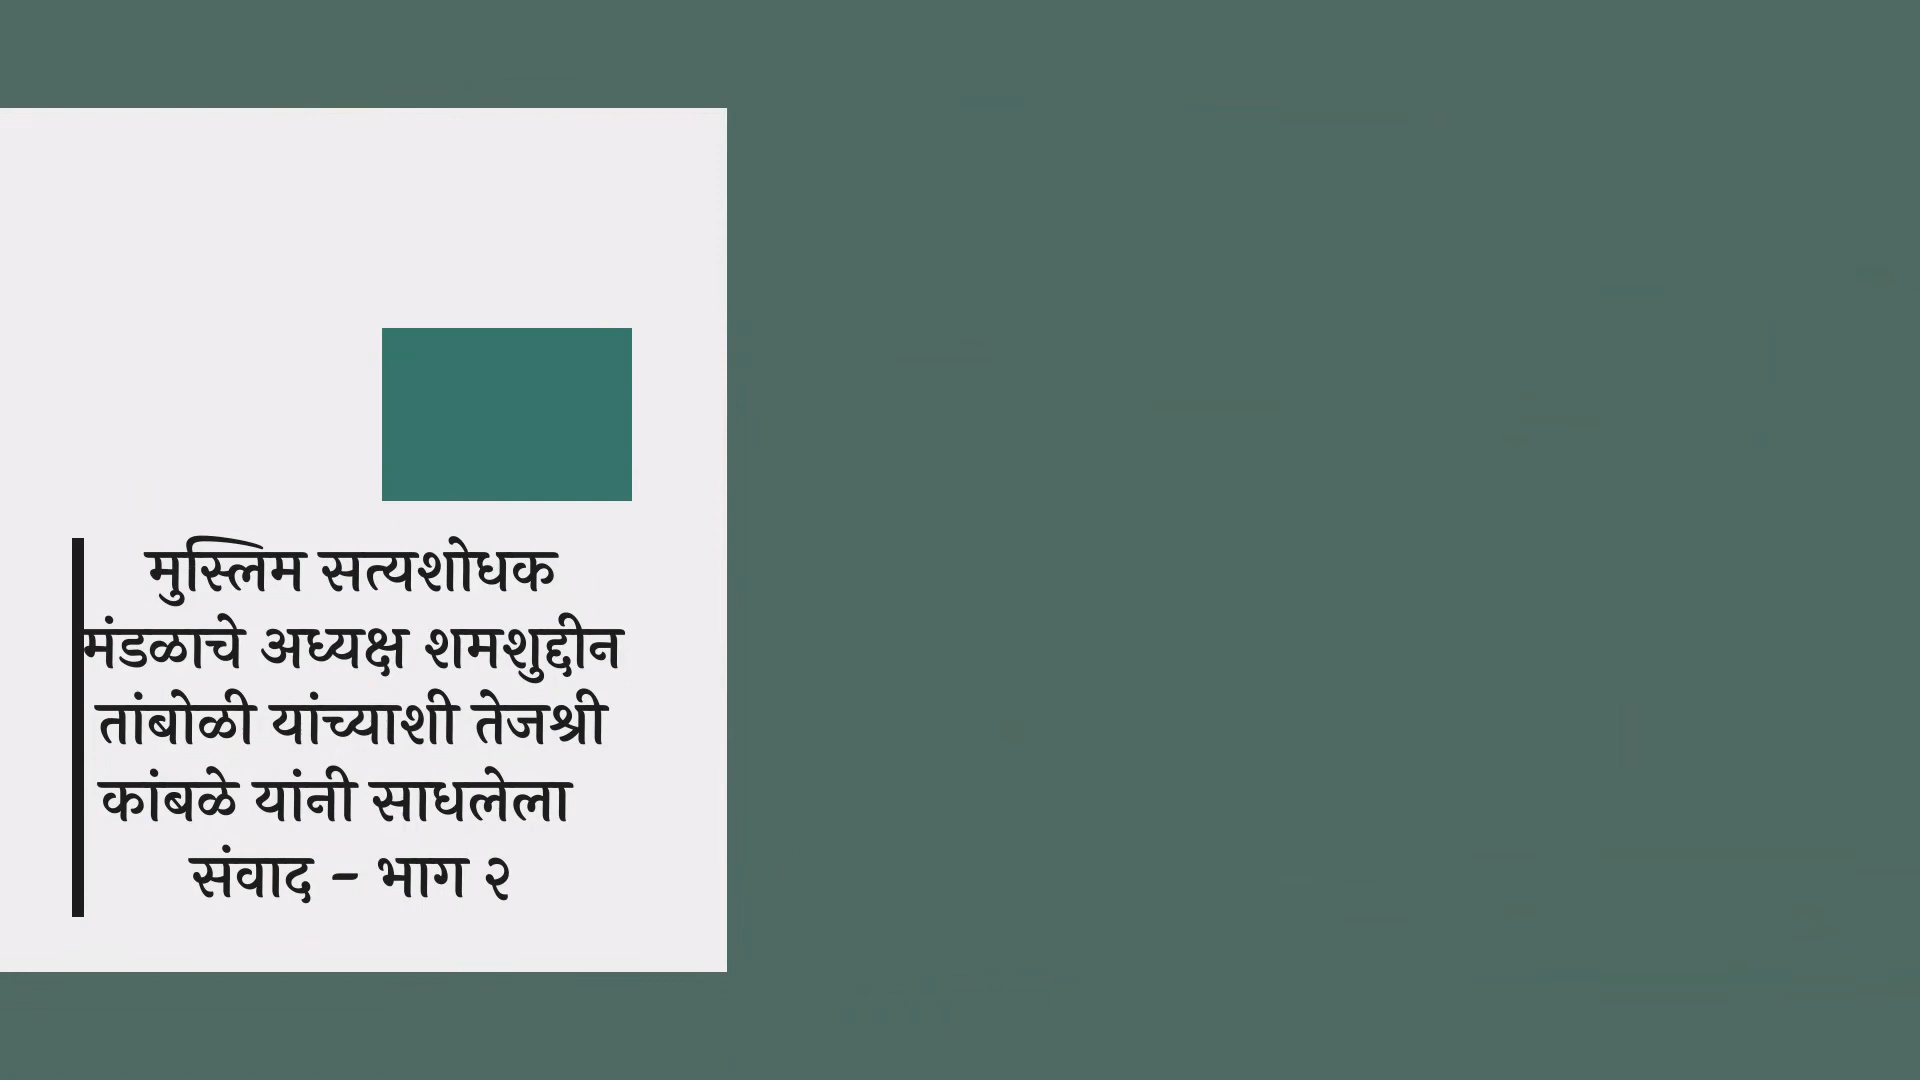 मुस्लिम सत्यशोधक
मंडळाचे अध्यक्ष शमशुद्दीन
तांबोळी यांच्याशी तेजश्री
कांबळे यांनी साधलेला
संवाद - भाग २